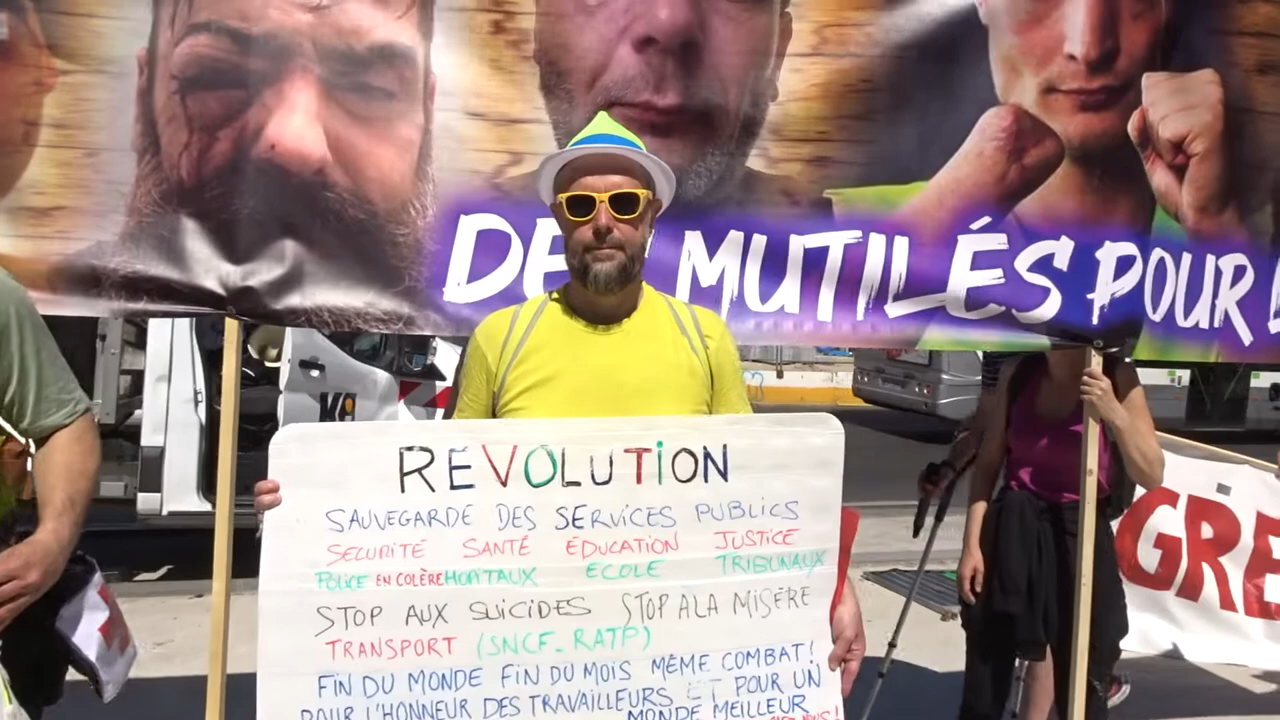 DES MUTILÉS POUR
REVOLUTION
SAUVEGARDE DES SERVICES PUBLICS
SECURITÉ SANTÉ ÉDUCATION JUSTICE
POLICE EN COLÈRE HOPITAUX ECOLE TRIBUNAUX
STOP AUX SUICIDES STOP A LA MISÈRE
TRANSPORT (SNCF_RATP)
FIN DU MONDE FIN DU MOIS MÊME COMBAT!
POUR L'HONNEUR DES TRAVAILLEURS ET POUR UN
MONDE MEILLEUR
GRE